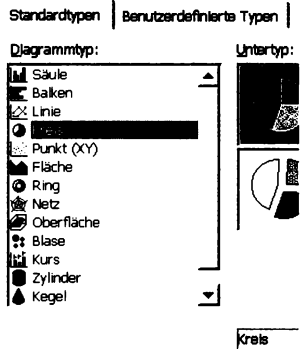 Standardtypen Benutzerdefinierte Typen
Diagrammtyp: Untertyp:
Säule
Balken
Linie
Punkt (XY)
Fläche
Ring
Netz
Oberfläche
Blase
Kurs
Zylinder
Kegel
Kreis